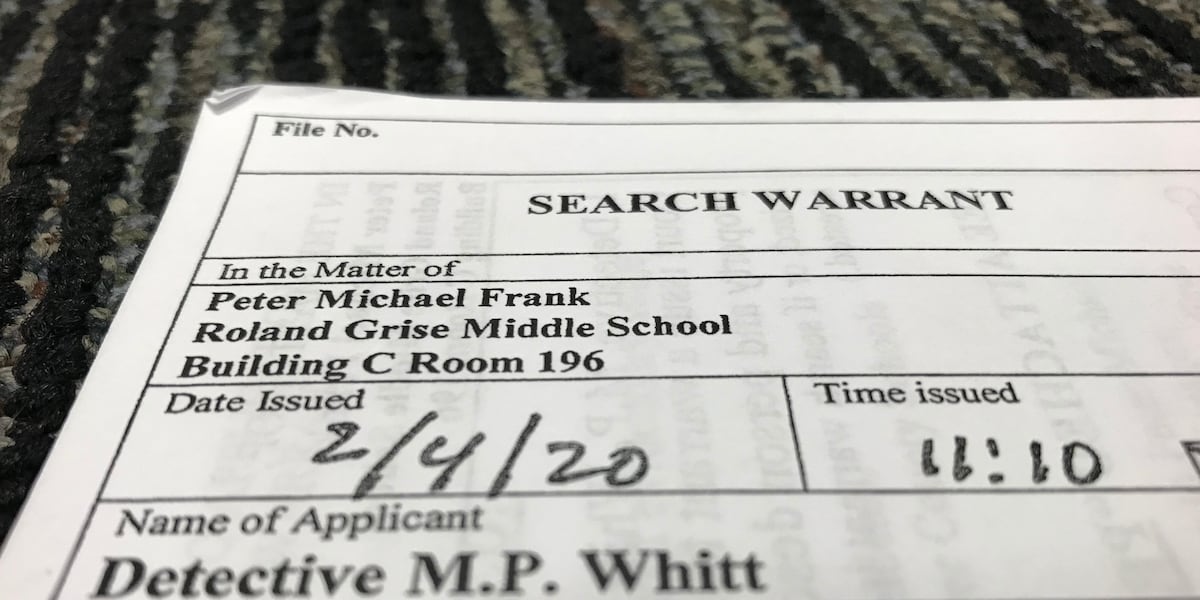 File No.
SEARCH WARRANT
In the Matter of
Peter Michael Frank
Roland Grise Middle School
Building C Room 196
Date Issued
2/4/20
Time issued
11:10
Name of Applicant
Detective M.P. Whitt